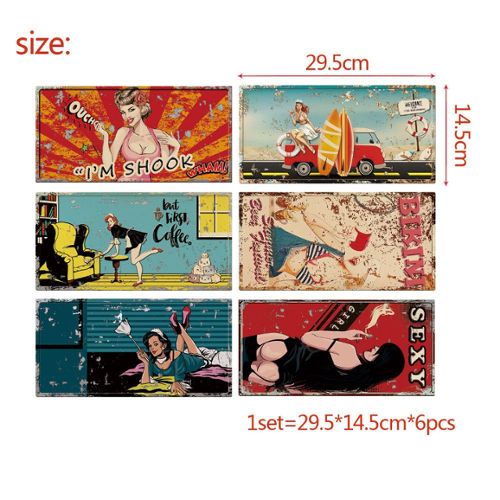 size:
29.5cm
14.5cm
OUCH
"I'M SHOOK
WHAM!
but
first,
Coffee
BIKINI
GIRL
SEXY
1set=29.5*14.5cm*6pcs